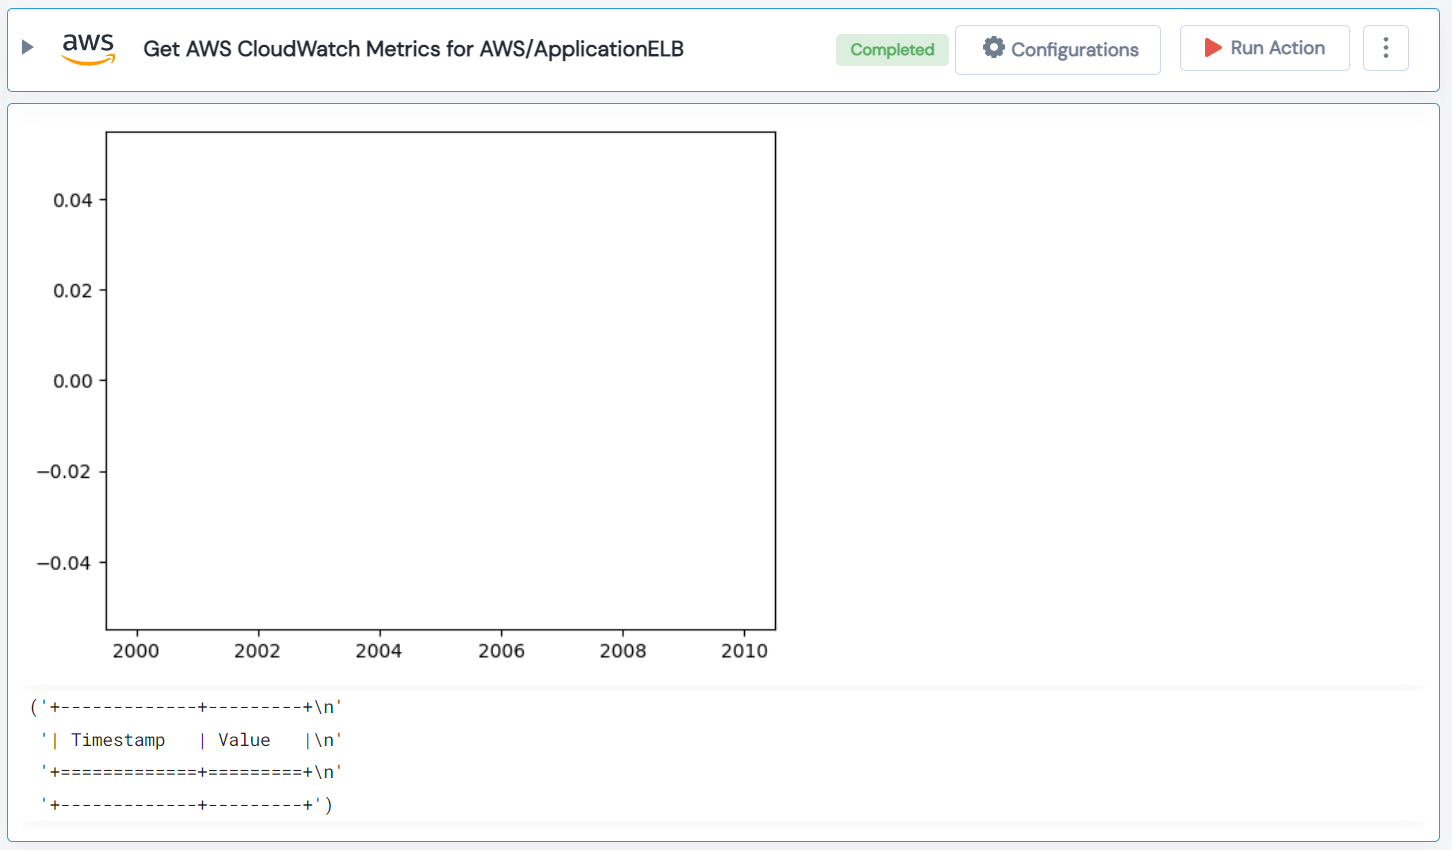 aws Get AWS CloudWatch Metrics for AWS/ApplicationELB Completed Configurations Run Action
0.04
0.02
0.00
−0.02
−0.04
2000 2002 2004 2006 2008 2010
('+-------------+---------+\n'
'| Timestamp | Value |\n'
'+=============+=========+\n'
'+-------------+---------+')